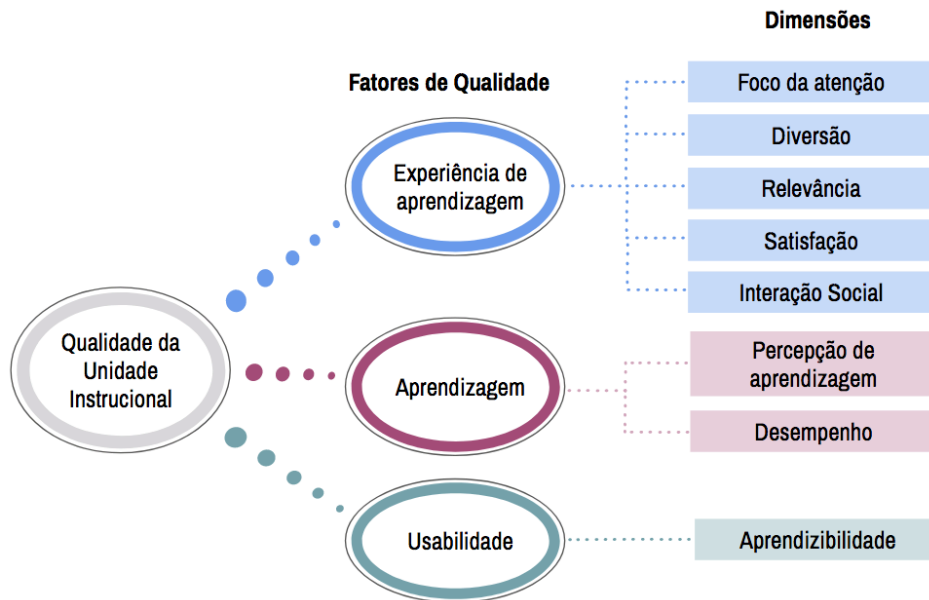 Dimensões
Fatores de Qualidade
Foco da atenção
Diversão
Experiência de
aprendizagem
Relevância
Satisfação
Interação Social
Qualidade da
Unidade
Instrucional
Aprendizagem
Percepção de
aprendizagem
Desempenho
Usabilidade
Aprendizibilidade